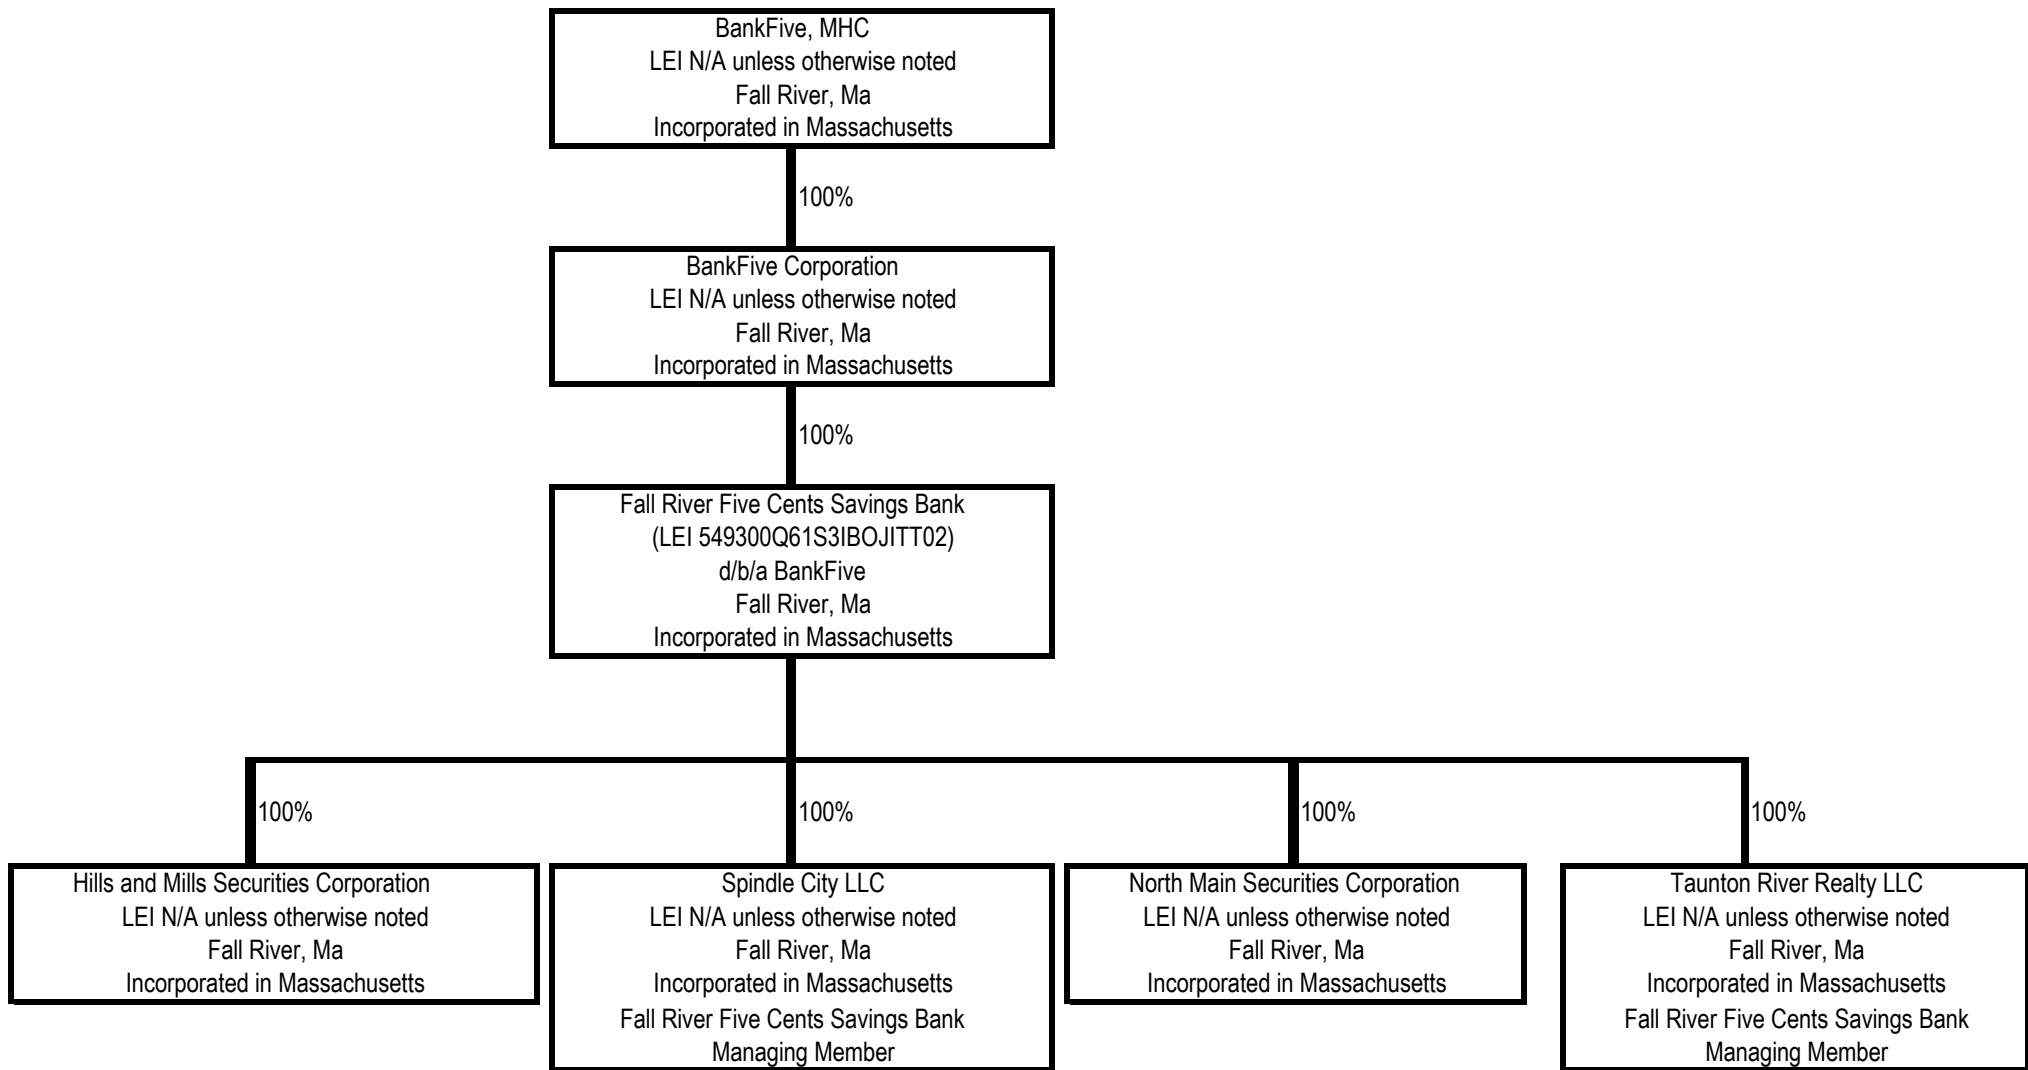 BankFive, MHC
LEI N/A unless otherwise noted
Fall River, Ma
Incorporated in Massachusetts
100%
BankFive Corporation
LEI N/A unless otherwise noted
Fall River, Ma
Incorporated in Massachusetts
100%
Fall River Five Cents Savings Bank
(LEI 549300Q61S3IBOJITT02)
d/b/a BankFive
Fall River, Ma
Incorporated in Massachusetts
100%
100%
100%
100%
Hills and Mills Securities Corporation
LEI N/A unless otherwise noted
Fall River, Ma
Incorporated in Massachusetts
Spindle City LLC
LEI N/A unless otherwise noted
Fall River, Ma
Incorporated in Massachusetts
Fall River Five Cents Savings Bank
Managing Member
North Main Securities Corporation
LEI N/A unless otherwise noted
Fall River, Ma
Incorporated in Massachusetts
Taunton River Realty LLC
LEI N/A unless otherwise noted
Fall River, Ma
Incorporated in Massachusetts
Fall River Five Cents Savings Bank
Managing Member